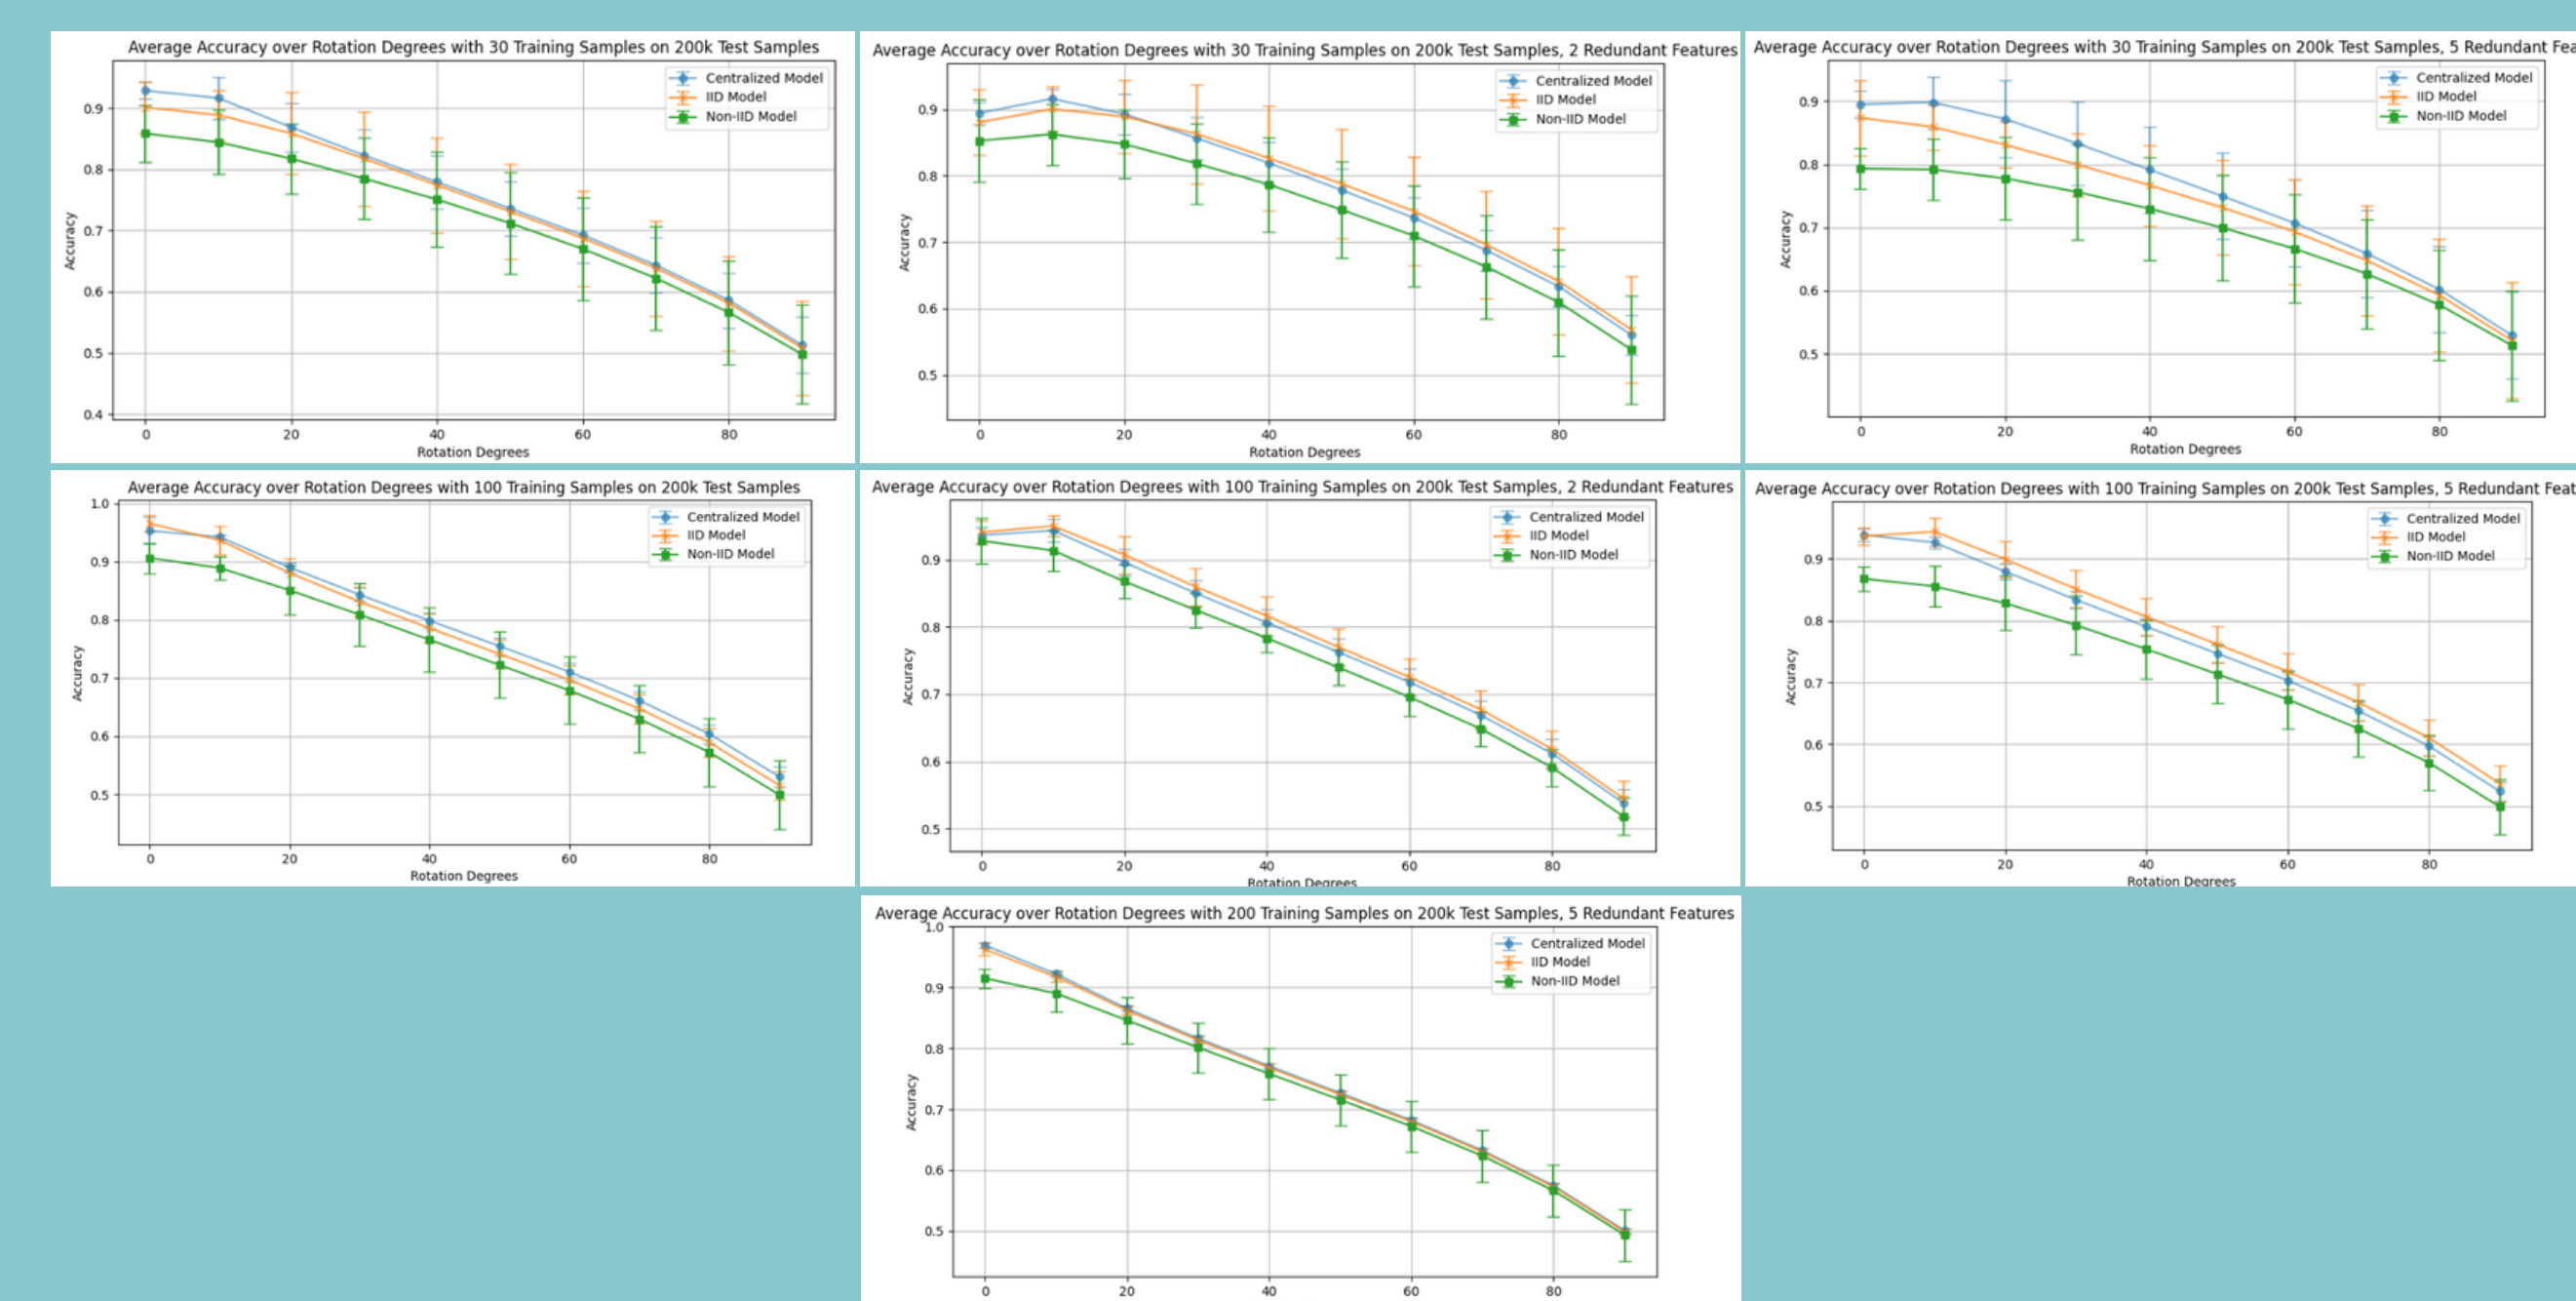 Average Accuracy over Rotation Degrees with 30 Training Samples on 200k Test Samples
Centralized Model
IID Model
Non-IID Model
Accuracy
0.9
0.8
0.7
0.6
0.5
0.4
0 20 40 60 80
Rotation Degrees
Average Accuracy over Rotation Degrees with 30 Training Samples on 200k Test Samples, 2 Redundant Features
Centralized Model
IID Model
Non-IID Model
Accuracy
0.9
0.8
0.7
0.6
0.5
0 20 40 60 80
Rotation Degrees
Average Accuracy over Rotation Degrees with 30 Training Samples on 200k Test Samples, 5 Redundant Fea
Centralized Model
IID Model
Non-IID Model
Accuracy
0.9
0.8
0.7
0.6
0.5
0 20 40 60 80
Rotation Degrees
Average Accuracy over Rotation Degrees with 100 Training Samples on 200k Test Samples
Centralized Model
IID Model
Non-IID Model
Accuracy
1.0
0.9
0.8
0.7
0.6
0.5
0 20 40 60 80
Rotation Degrees
Average Accuracy over Rotation Degrees with 100 Training Samples on 200k Test Samples, 2 Redundant Features
Centralized Model
IID Model
Non-IID Model
Accuracy
0.9
0.8
0.7
0.6
0.5
0 20 40 60 80
Rotation Degrees
Average Accuracy over Rotation Degrees with 100 Training Samples on 200k Test Samples, 5 Redundant Feat
Centralized Model
IID Model
Non-IID Model
Accuracy
0.9
0.8
0.7
0.6
0.5
0 20 40 60 80
Rotation Degrees
Average Accuracy over Rotation Degrees with 200 Training Samples on 200k Test Samples, 5 Redundant Features
Centralized Model
IID Model
Non-IID Model
Accuracy
1.0
0.9
0.8
0.7
0.6
0.5
0 20 40 60 80